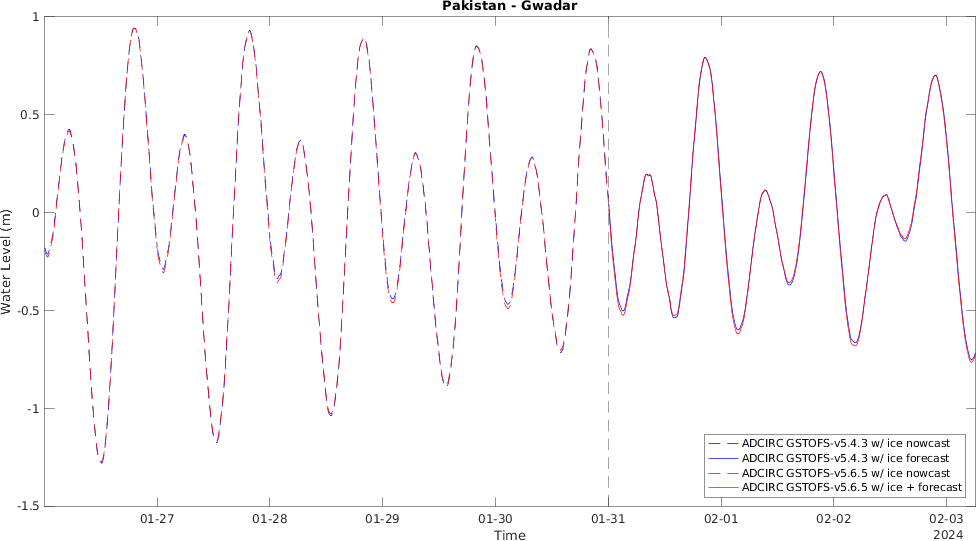 Pakistan - Gwadar
1
0.5
0
-0.5
-1
-1.5
Water Level (m)
01-27
01-28
01-29
01-30
01-31
02-01
02-02
02-03
Time
2024
ADCIRC GSTOFS-v5.4.3 w/ ice nowcast
ADCIRC GSTOFS-v5.4.3 w/ ice forecast
ADCIRC GSTOFS-v5.6.5 w/ ice nowcast
ADCIRC GSTOFS-v5.6.5 w/ ice + forecast